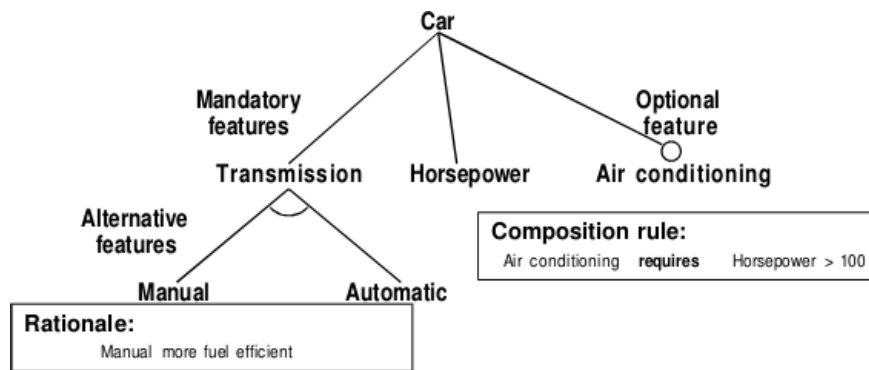 Car
Mandatory
features
Optional
feature
Transmission
Horsepower
Air conditioning
Alternative
features
Composition rule:
Air conditioning requires Horsepower > 100
Manual
Automatic
Rationale:
Manual more fuel efficient